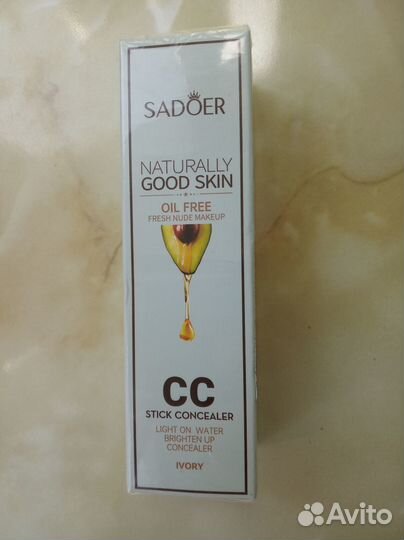 SADOER
NATURALLY
GOOD SKIN
OIL FREE
FRESH NUDE MAKEUP
CC
STICK CONCEALER
LIGHT ON WATER
BRIGHTEN UP
CONCEALER
IVORY
Avito